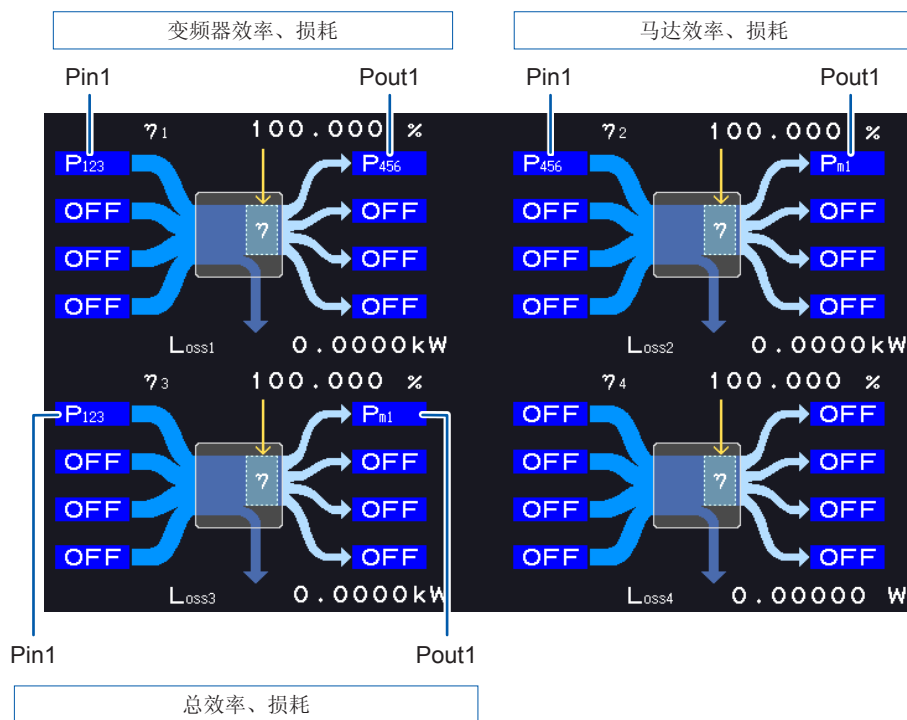 变频器效率、损耗
马达效率、损耗
Pin1 Pout1 Pin1 Pout1
η1 100.000 % η2 100.000 %
P123 P456 P456 Pm1
OFF OFF OFF OFF
η η
OFF OFF OFF OFF
OFF OFF OFF OFF
Loss1 0.0000kW Loss2 0.0000kW
η3 100.000 % η4 100.000 %
P123 Pm1 OFF OFF
OFF OFF OFF OFF
η η
OFF OFF OFF OFF
OFF OFF OFF OFF
Loss3 0.0000kW Loss4 0.00000 W
Pin1 Pout1
总效率、损耗